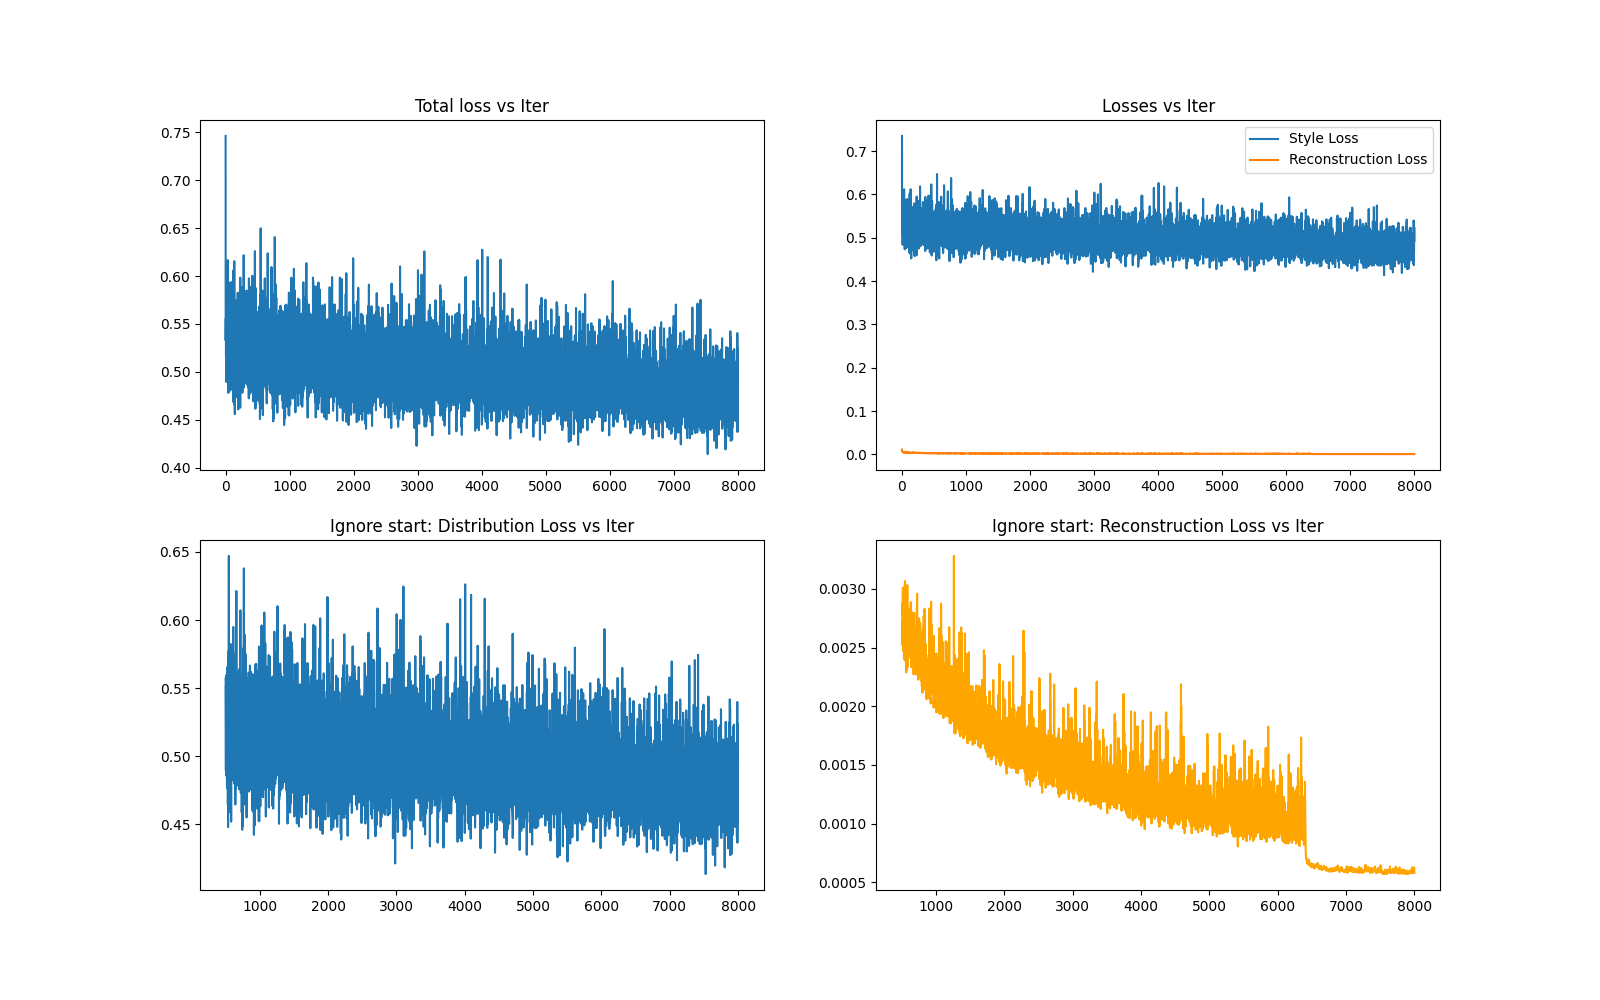 Total loss vs Iter
0.75
0.70
0.65
0.60
0.55
0.50
0.45
0.40
0 1000 2000 3000 4000 5000 6000 7000 8000
Losses vs Iter
Style Loss
Reconstruction Loss
0.7
0.6
0.5
0.4
0.3
0.2
0.1
0.0
0 1000 2000 3000 4000 5000 6000 7000 8000
Ignore start: Distribution Loss vs Iter
0.65
0.60
0.55
0.50
0.45
1000 2000 3000 4000 5000 6000 7000 8000
Ignore start: Reconstruction Loss vs Iter
0.0030
0.0025
0.0020
0.0015
0.0010
0.0005
1000 2000 3000 4000 5000 6000 7000 8000